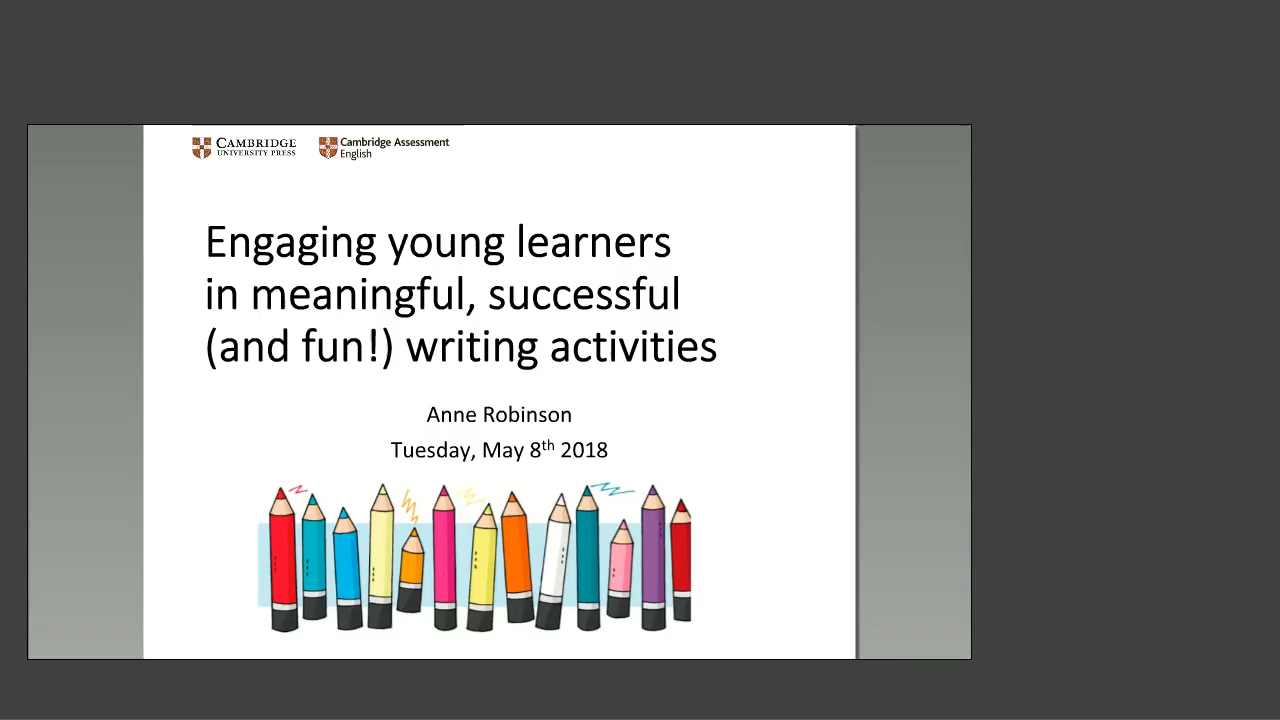 CAMBRIDGE
UNIVERSITY PRESS
Cambridge Assessment
English
Engaging young learners
in meaningful, successful
(and fun!) writing activities
Anne Robinson
Tuesday, May 8th 2018